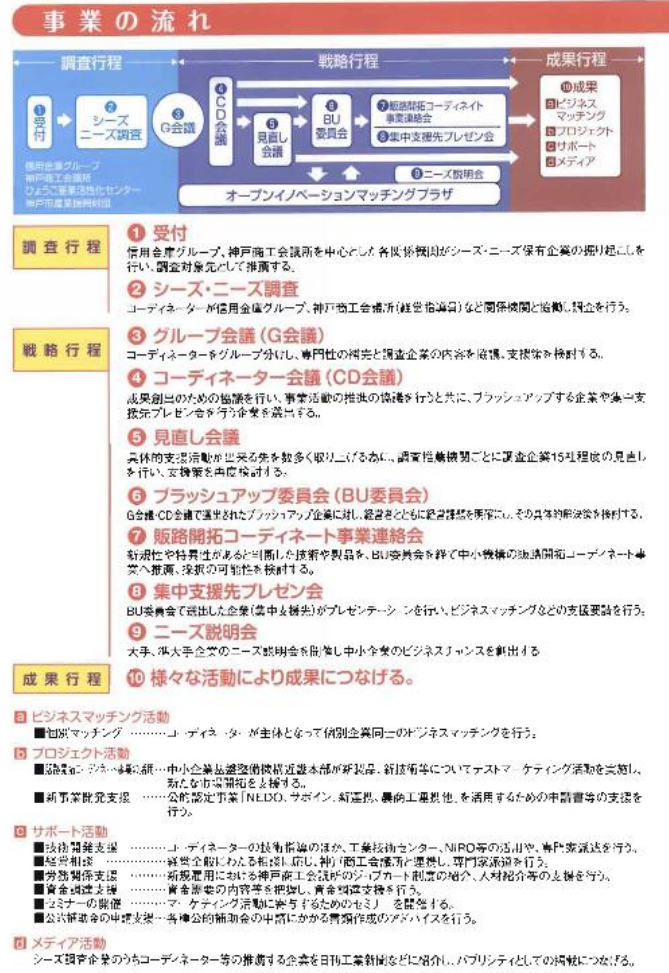 事業の流れ
調査行程
戦略行程
成果行程
❶受付
❷シーズ
ニーズ調査
❸G会議
❹CD会議
❺見直し
会議
❻BU
委員会
❼販路開拓コーディネイト
事業連絡会
❽集中支援先プレゼン会
❾ニーズ説明会
オープンイノベーションマッチングプラザ
❿成果
aビジネス
マッチング
bプロジェクト
cサポート
dメディア
信用金庫グループ
神戸商工会議所
ひょうご産業活性化センター
神戸市産業振興財団
調査行程
❶ 受付
信用金庫グループ、神戸商工会議所を中心とした各関係機関がシーズ・ニーズ保有企業の掘り起こしを
行い、調査対象先として推薦する。
❷ シーズ・ニーズ調査
コーディネーターが信用金庫グループ、神戸商工会議所(経営指導員)など関係機関と協働し調査を行う。
戦略行程
❸ グループ会議(G会議)
コーディネーターをグループ分けし、専門性の補完と調査企業の内容を協議、支援策を検討する。
❹ コーディネーター会議(CD会議)
成果創出のための協議を行い、事業活動の推進の協議を行うと共に、ブラッシュアップする企業や集中支
援先プレゼン会を行う企業を選出する。
❺ 見直し会議
具体的支援活動が出来る先を数多く取り上げる為に、調査推薦機関ごとに調査企業15社程度の見直し
を行い、支援策を再度検討する。
❻ ブラッシュアップ委員会(BU委員会)
G会議・CD会議で選出されたブラッシュアップ企業に対し、経営者とともに経営課題を明確にし、その具体的解決策を検討する。
❼ 販路開拓コーディネート事業連絡会
新規性や特異性があると判断した技術や製品を、BU委員会を経て中小機構の販路開拓コーディネート事
業へ推薦、採択の可能性を検討する。
❽ 集中支援先プレゼン会
BU委員会で選出した企業(集中支援先)がプレゼンテーションを行い、ビジネスマッチングなどの支援要請を行う。
❾ ニーズ説明会
大手、準大手企業のニーズ説明会を開催し中小企業のビジネスチャンスを創出する
成果行程
❿ 様々な活動により成果につなげる。
a ビジネスマッチング活動
■個別マッチング ………コーディネーターが主体となって個別企業同士のビジネスマッチングを行う。
b プロジェクト活動
■販路開拓コーディネート事業の活用…中小企業基盤整備機構近畿本部が新製品、新技術等についてテストマーケティング活動を実施し、
新たな市場開拓を支援する。
■新事業開発支援 ……公的認定事業「NEDO、サポイン、新連携、農商工連携他」を活用するための申請書等の支援を
行う。
c サポート活動
■技術開発支援 ………コーディネーターの技術指導のほか、工業技術センター、NIRO等の活用や、専門家派遣を行う。
■経営相談 …………経営全般にわたる相談に応じ、神戸商工会議所と連携し、専門家派遣を行う。
■労務関係支援 ………新規雇用における神戸商工会議所のジョブカード制度の紹介、人材紹介等の支援を行う。
■資金調達支援 ………資金需要の内容等を把握し、資金調達支援を行う。
■セミナーの開催 ………マーケティング活動に寄与するためのセミナーを開催する。
■公的補助金の申請支援…各種公的補助金の申請にかかる書類作成のアドバイスを行う。
d メディア活動
シーズ調査企業のうちコーディネーター等の推薦する企業を日刊工業新聞などに紹介し、パブリシティとしての掲載につなげる。